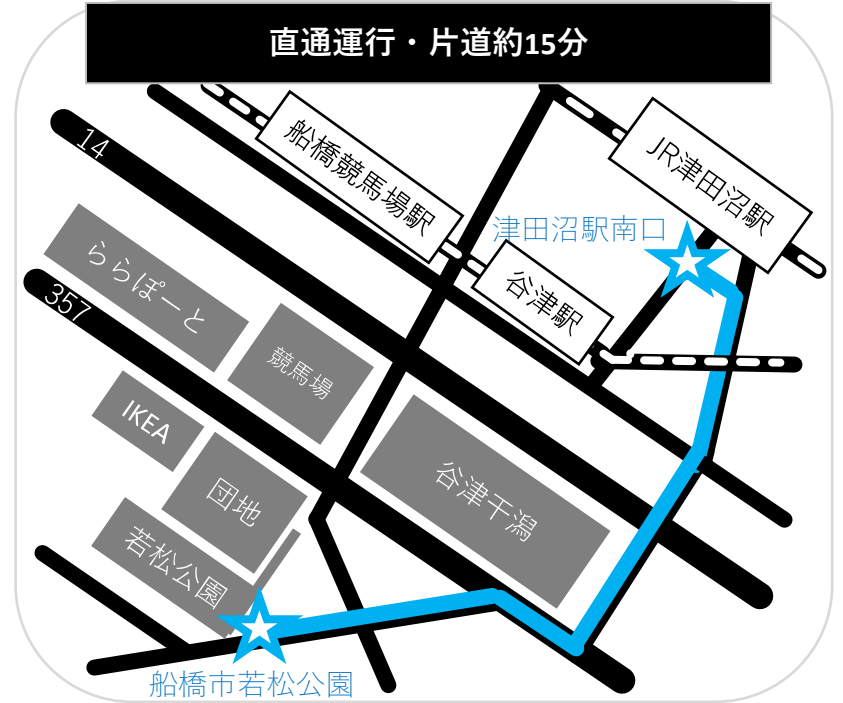 直通運行・片道約15分
14
船橋競馬場駅
JR津田沼駅
津田沼駅南口
ららぽーと
谷津駅
357
競馬場
IKEA
団地
谷津干潟
若松公園
船橋市若松公園